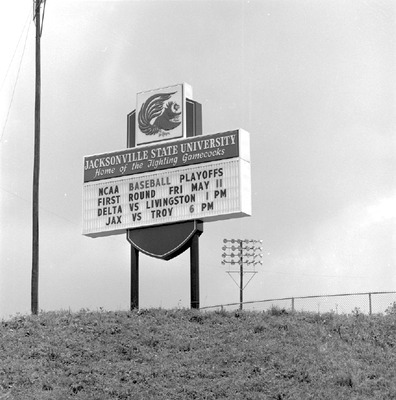 JACKSONVILLE STATE UNIVERSITY
Home of the Fighting Gamecocks
NCAA BASEBALL PLAYOFFS
FIRST ROUND FRI MAY 11
DELTA VS LIVINGSTON 1 PM
JAX VS TROY 6 PM